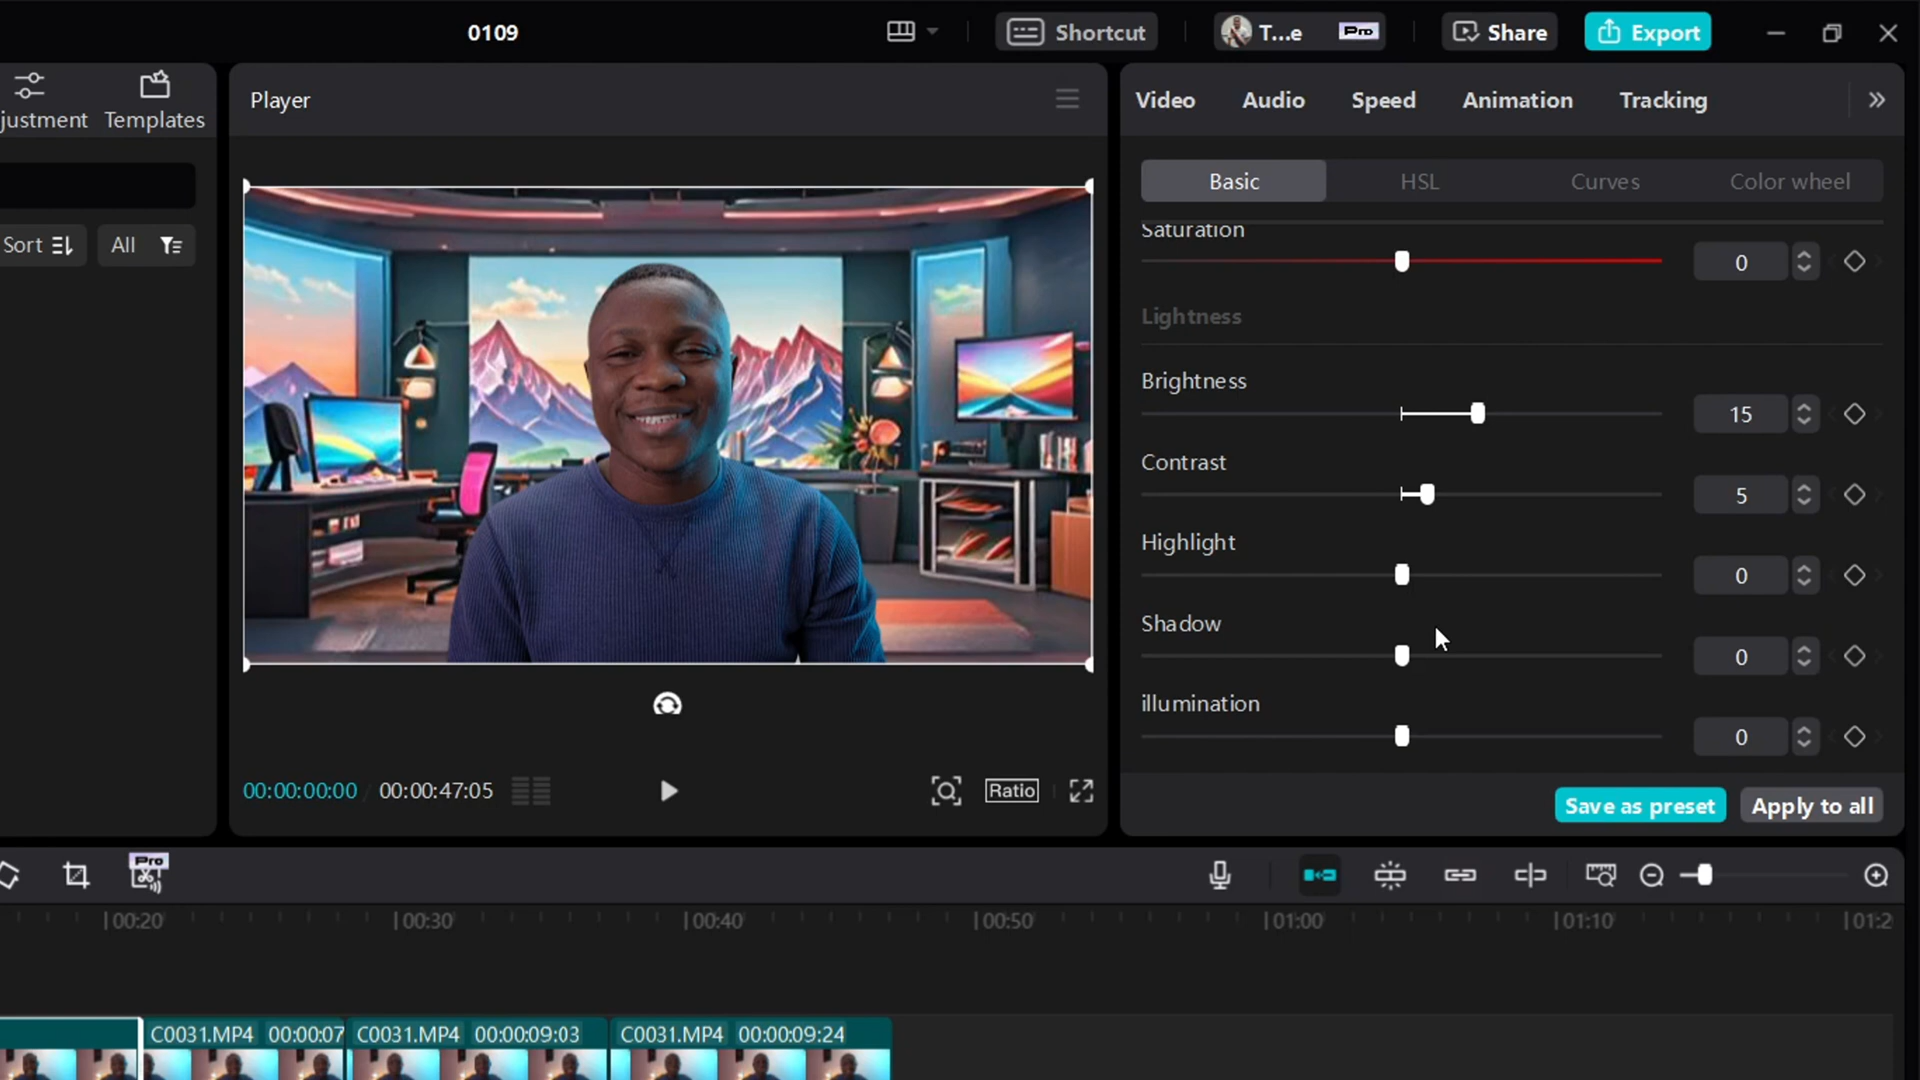 0109
Shortcut
T...e
Pro
Share
Export
justment
Templates
Sort
All
Player
00:00:00:00
00:00:47:05
Ratio
Video
Audio
Speed
Animation
Tracking
Basic
HSL
Curves
Color wheel
Saturation
0
Lightness
Brightness
15
Contrast
5
Highlight
0
Shadow
0
illumination
0
Save as preset
Apply to all
Pro
00:20
00:30
00:40
00:50
01:00
01:10
01:2
C0031.MP4 00:00:07
C0031.MP4 00:00:09:03
C0031.MP4 00:00:09:24